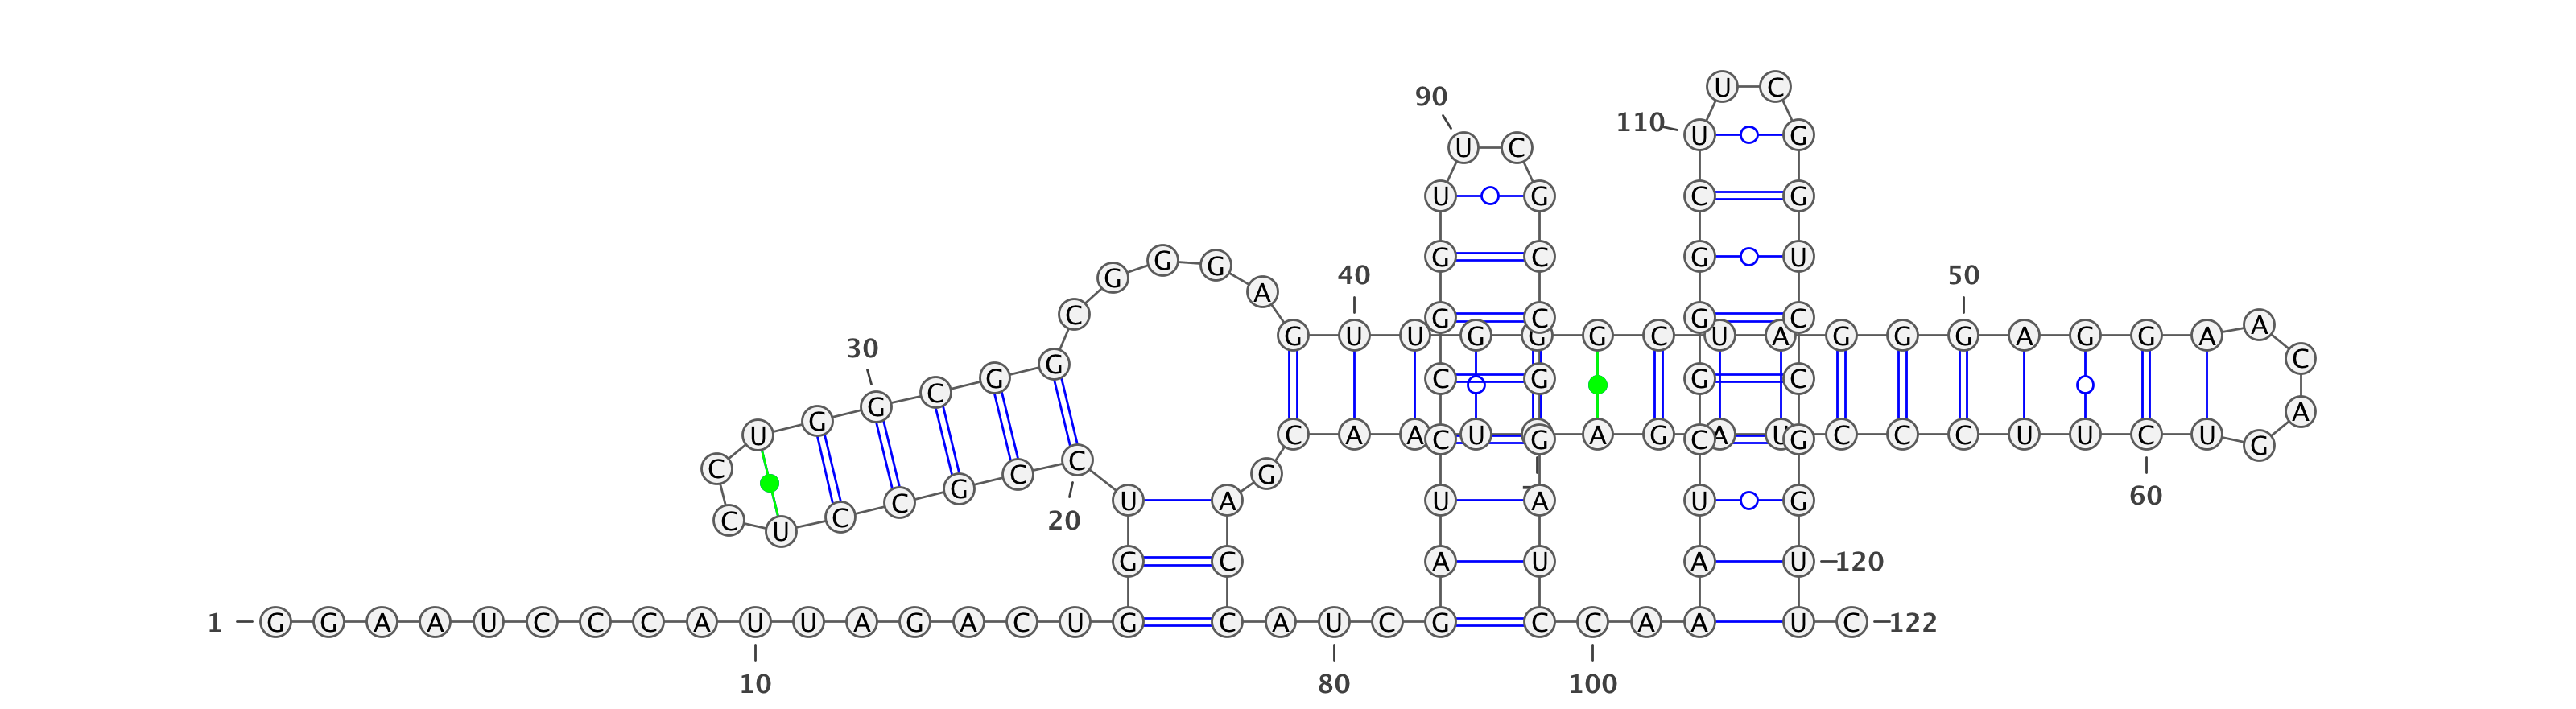 U C
90
110 U G
U C
U G C G
G G G G C G U
40 50
A
C G C G C
A
G U U G G G C U A G G G A G G A
30
G C
G C G C G C
C
G G A
U C A A U A G A U C C C U U C U G
C G C G
C C G C G
60
U A U A U G
C C C U
20
G C A U A U 120
1 G G A A U C C C A U U A G A C U G C A U C G C C A A U C 122
10 80 100